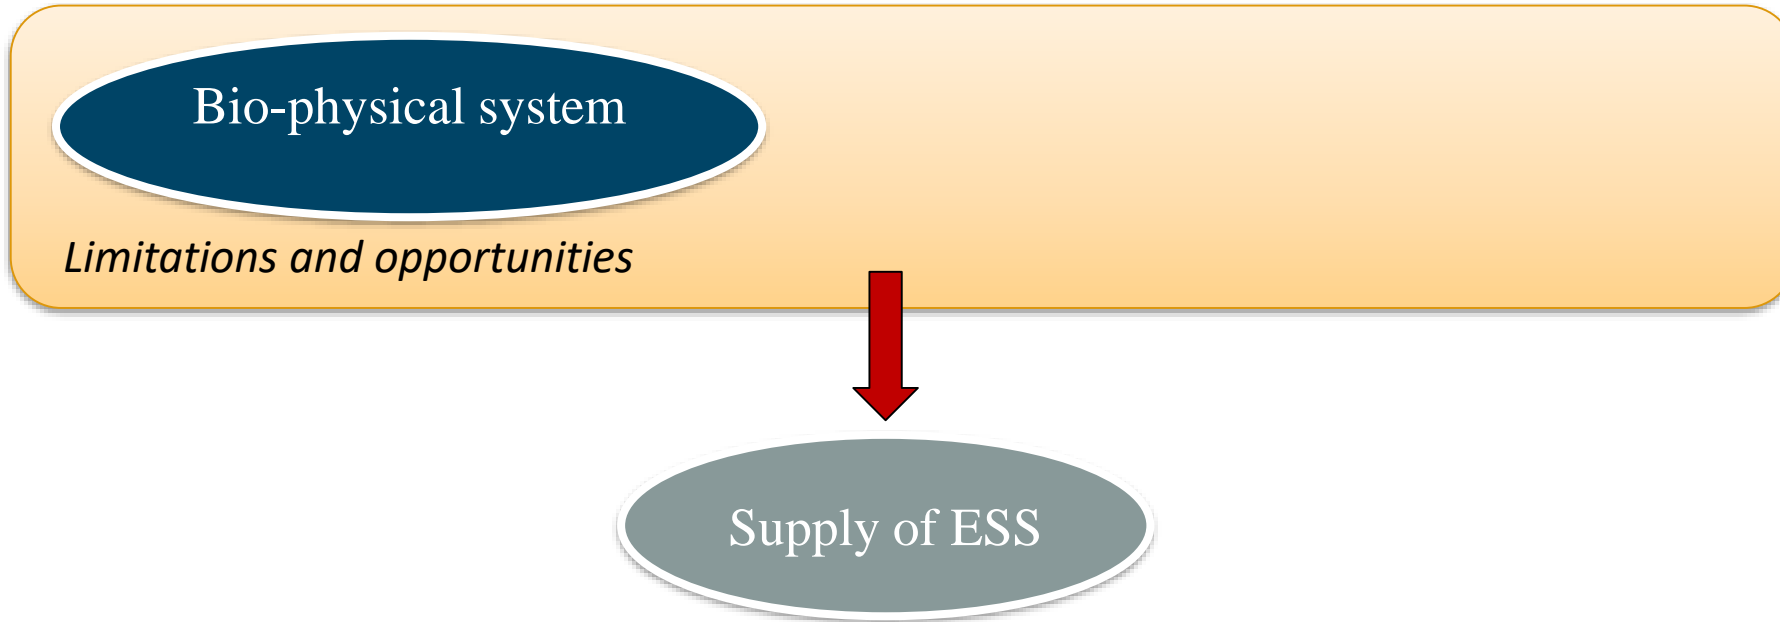 Bio-physical system
Limitations and opportunities
Supply of ESS